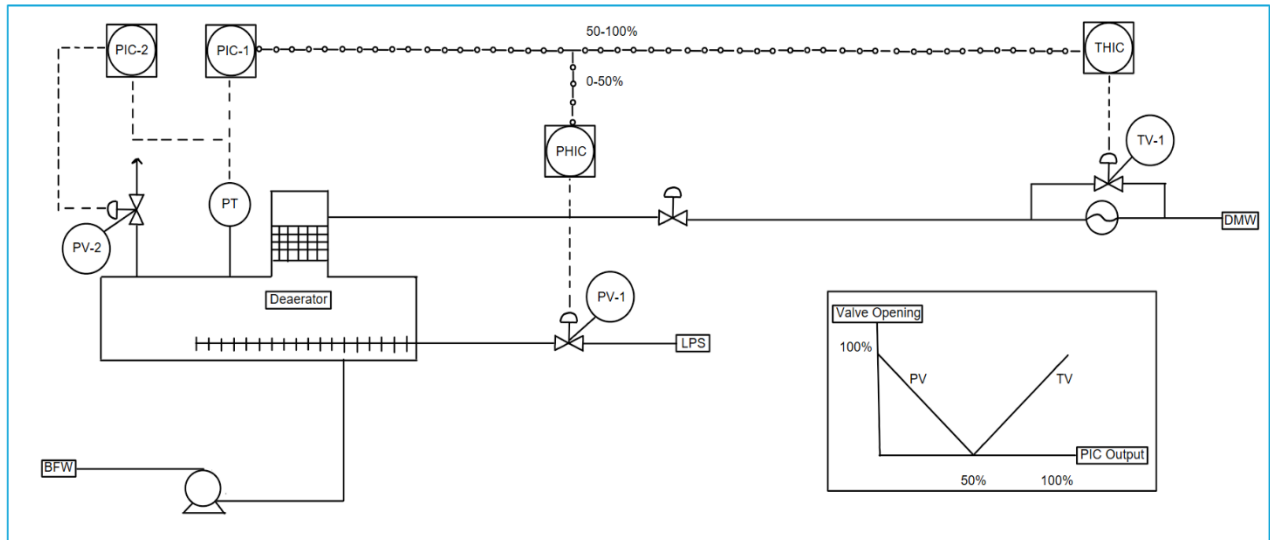 50-100%
PIC-2
PIC-1
THIC
0-50%
PHIC
TV-1
PT
DMW
PV-2
Deaerator
PV-1
LPS
Valve Opening
100%
PV
TV
PIC Output
50%
100%
BFW